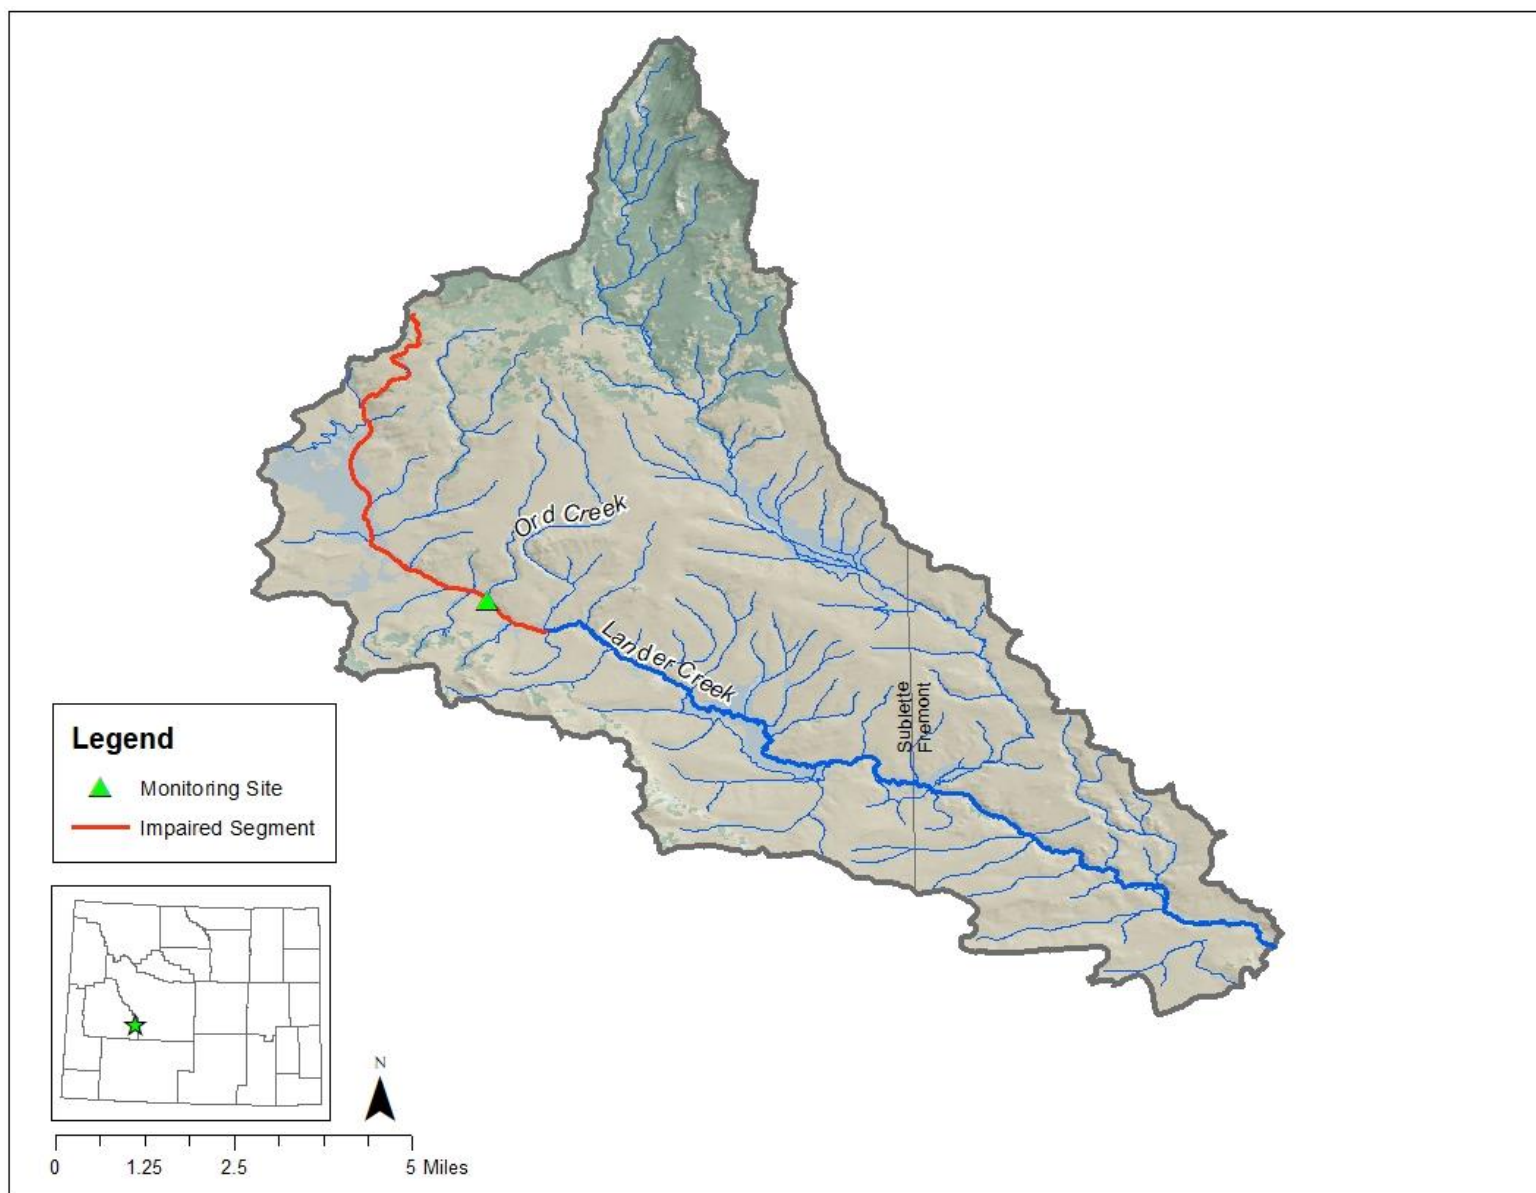 Ord Creek
Lander Creek
Sublette
Fremont
Legend
Monitoring Site
Impaired Segment
N
0 1.25 2.5 5 Miles